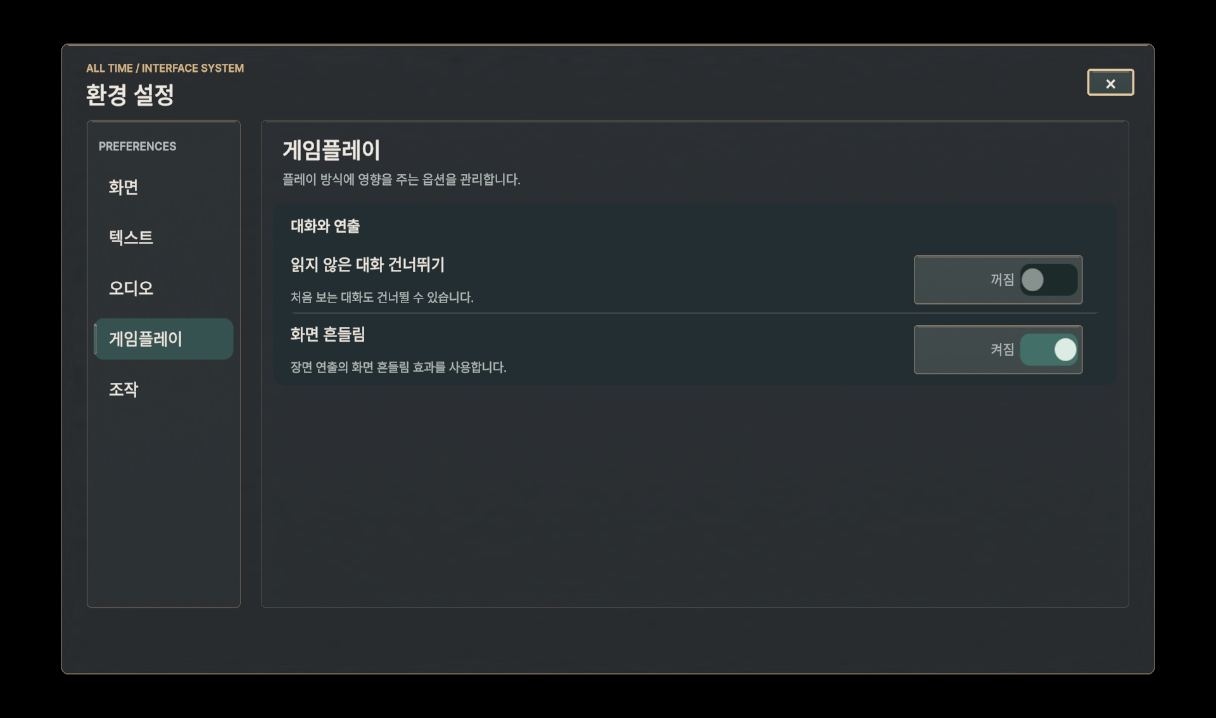 ALL TIME / INTERFACE SYSTEM
환경 설정
×
PREFERENCES
화면
텍스트
오디오
게임플레이
조작
게임플레이
플레이 방식에 영향을 주는 옵션을 관리합니다.
대화와 연출
읽지 않은 대화 건너뛰기
처음 보는 대화도 건너뛸 수 있습니다.
꺼짐
화면 흔들림
장면 연출의 화면 흔들림 효과를 사용합니다.
켜짐